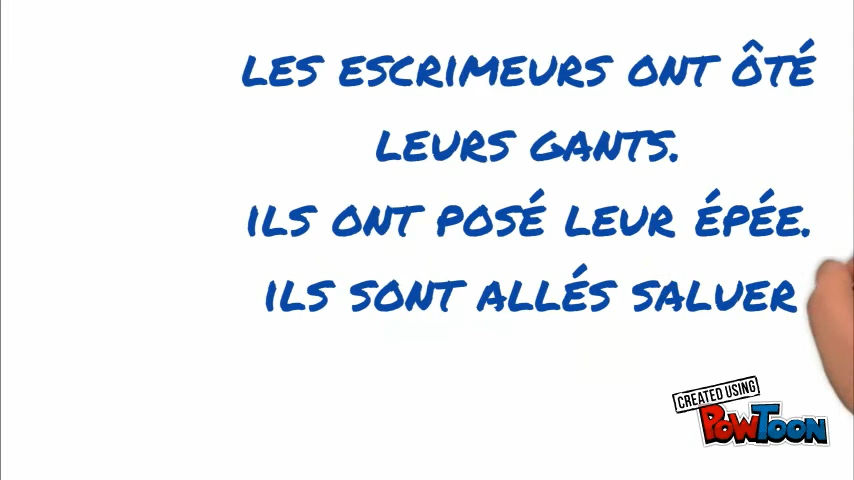 LES ESCRIMEURS ONT ÔTÉ
LEURS GANTS.
ILS ONT POSÉ LEUR ÉPÉE.
ILS SONT ALLÉS SALUER
CREATED USING
POWTOON